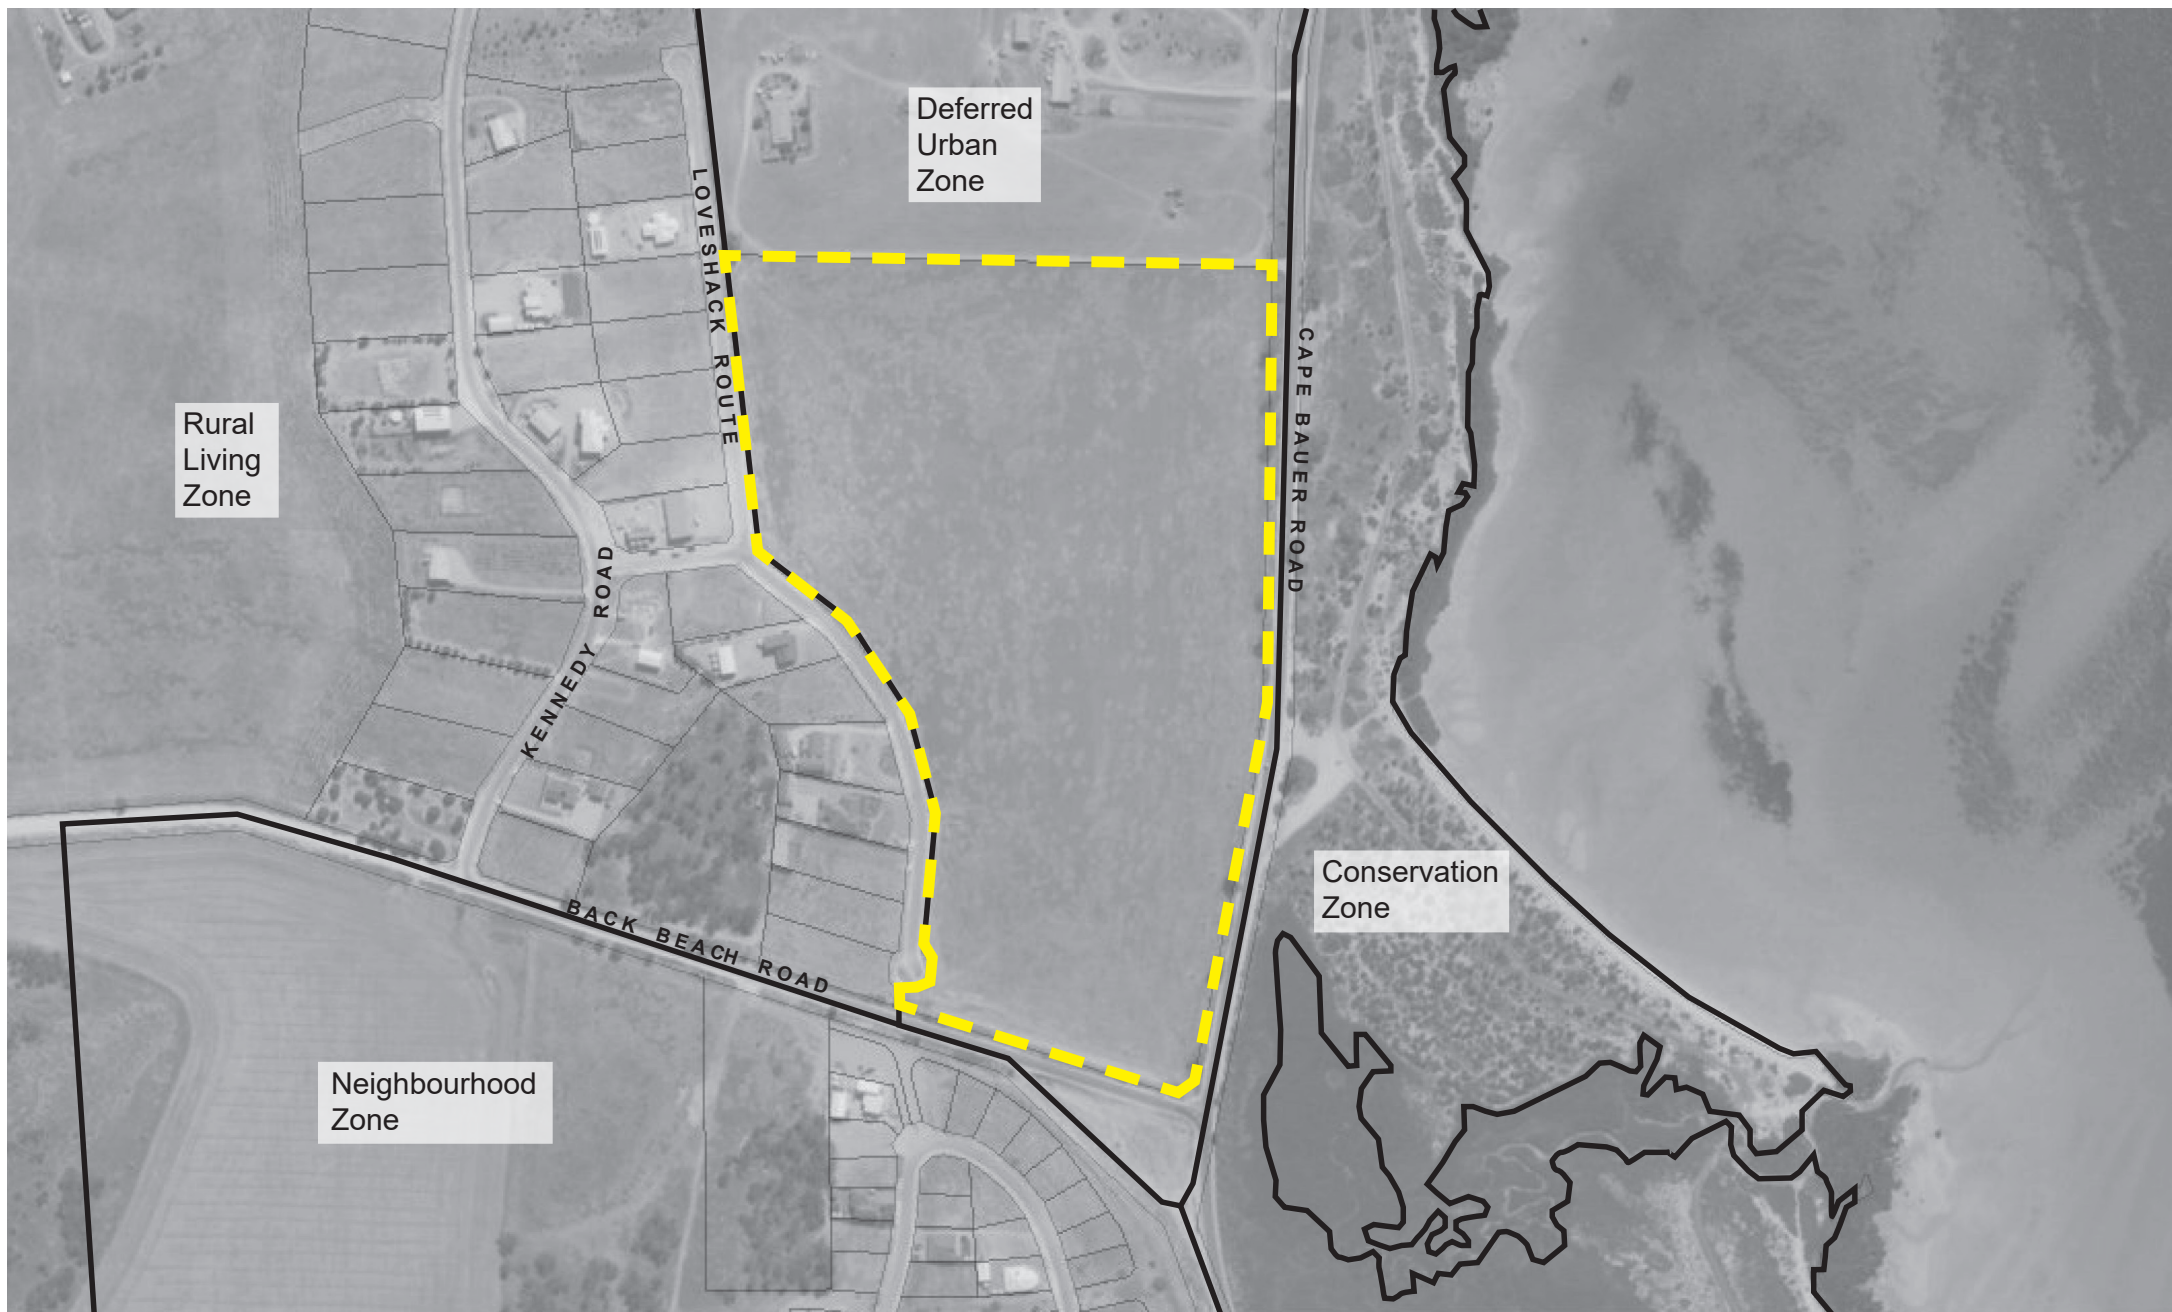 Deferred
Urban
Zone
LOVESHACK ROUTE
CAPE BAUER ROAD
Rural
Living
Zone
KENNEDY ROAD
Conservation
Zone
BACK BEACH ROAD
Neighbourhood
Zone